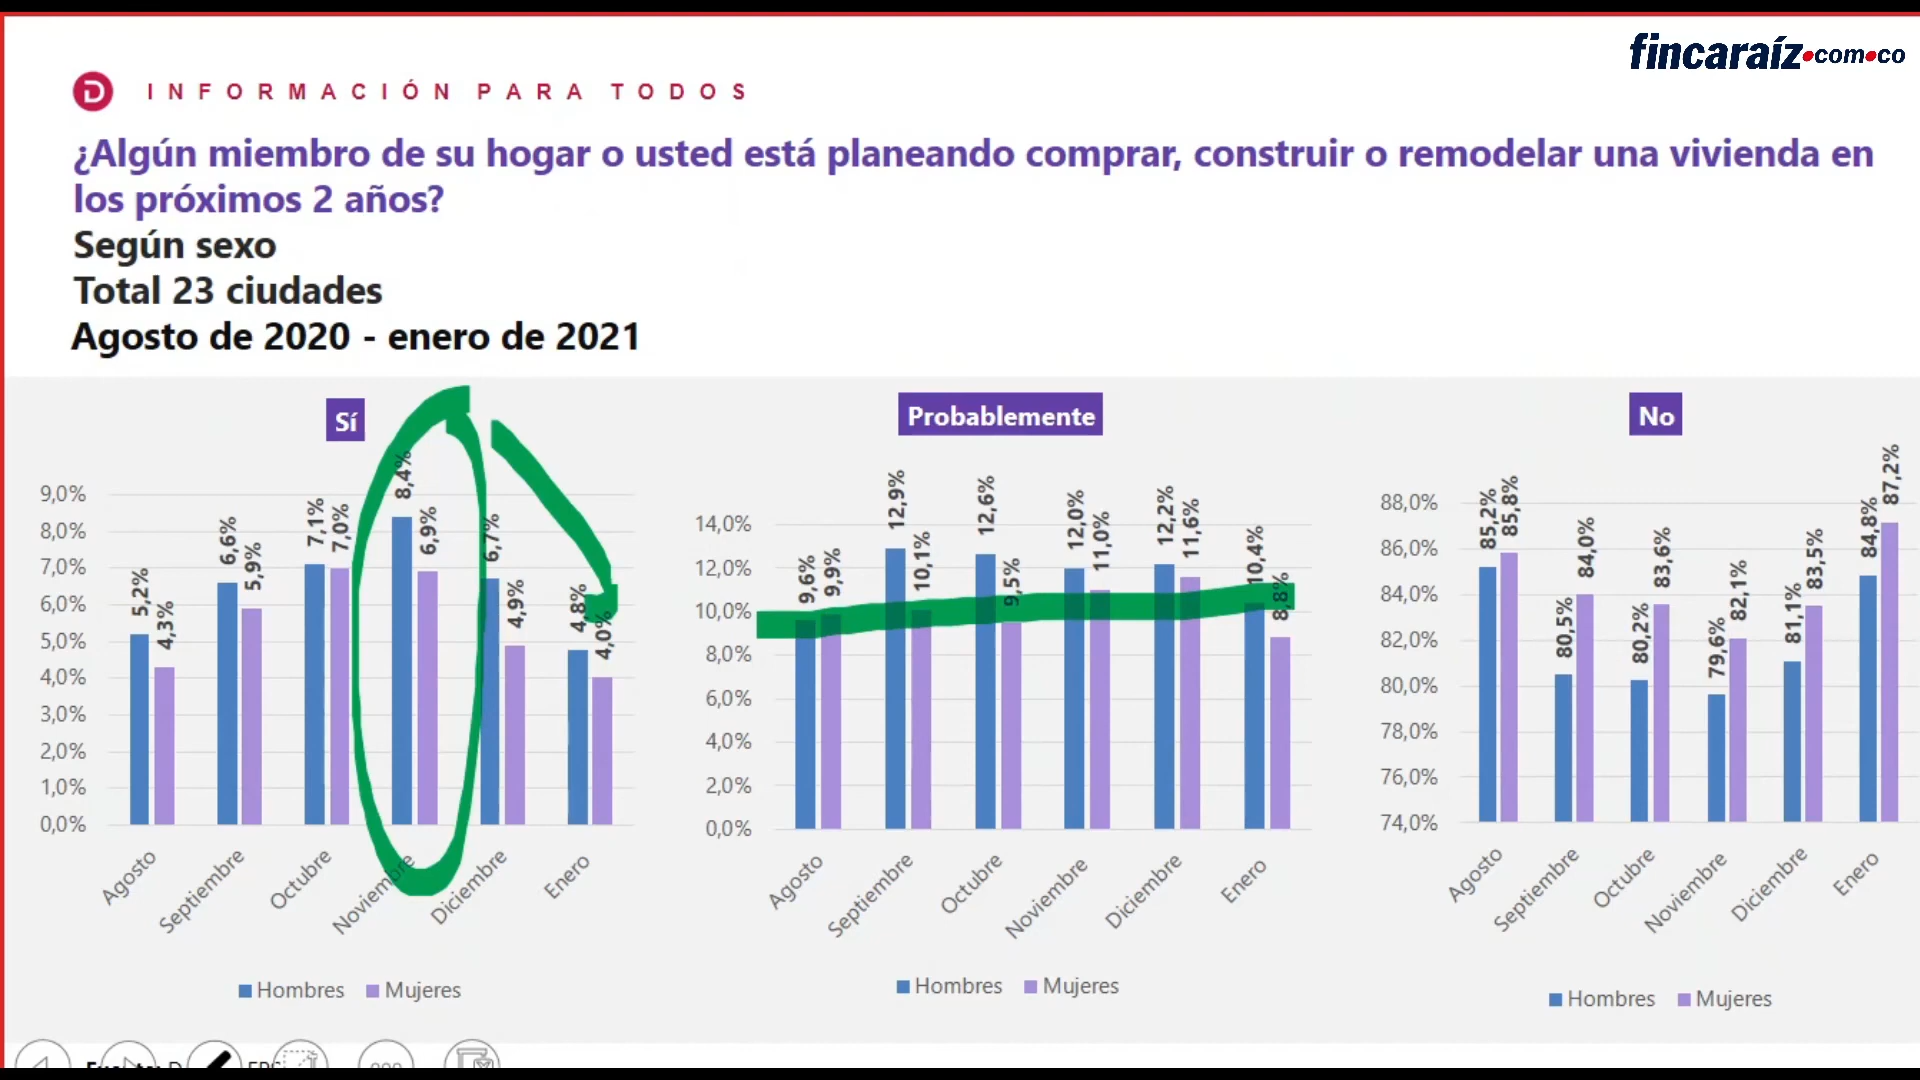 fincaraíz.com.co
INFORMACIÓN PARA TODOS
¿Algún miembro de su hogar o usted está planeando comprar, construir o remodelar una vivienda en
los próximos 2 años?
Según sexo
Total 23 ciudades
Agosto de 2020 - enero de 2021
Sí
9,0%
8,0%
7,0%
6,0%
5,0%
4,0%
3,0%
2,0%
1,0%
0,0%
5,2%
4,3%
6,6%
5,9%
7,1%
7,0%
8,4%
6,9%
6,7%
4,9%
4,8%
4,0%
Agosto
Septiembre
Octubre
Noviembre
Diciembre
Enero
Hombres
Mujeres
Probablemente
14,0%
12,0%
10,0%
8,0%
6,0%
4,0%
2,0%
0,0%
9,6%
9,9%
12,9%
10,1%
12,6%
9,5%
12,0%
11,0%
12,2%
11,6%
10,4%
8,8%
Agosto
Septiembre
Octubre
Noviembre
Diciembre
Enero
Hombres
Mujeres
No
88,0%
86,0%
84,0%
82,0%
80,0%
78,0%
76,0%
74,0%
85,2%
85,8%
80,5%
84,0%
80,2%
83,6%
79,6%
82,1%
81,1%
83,5%
84,8%
87,2%
Agosto
Septiembre
Octubre
Noviembre
Diciembre
Enero
Hombres
Mujeres